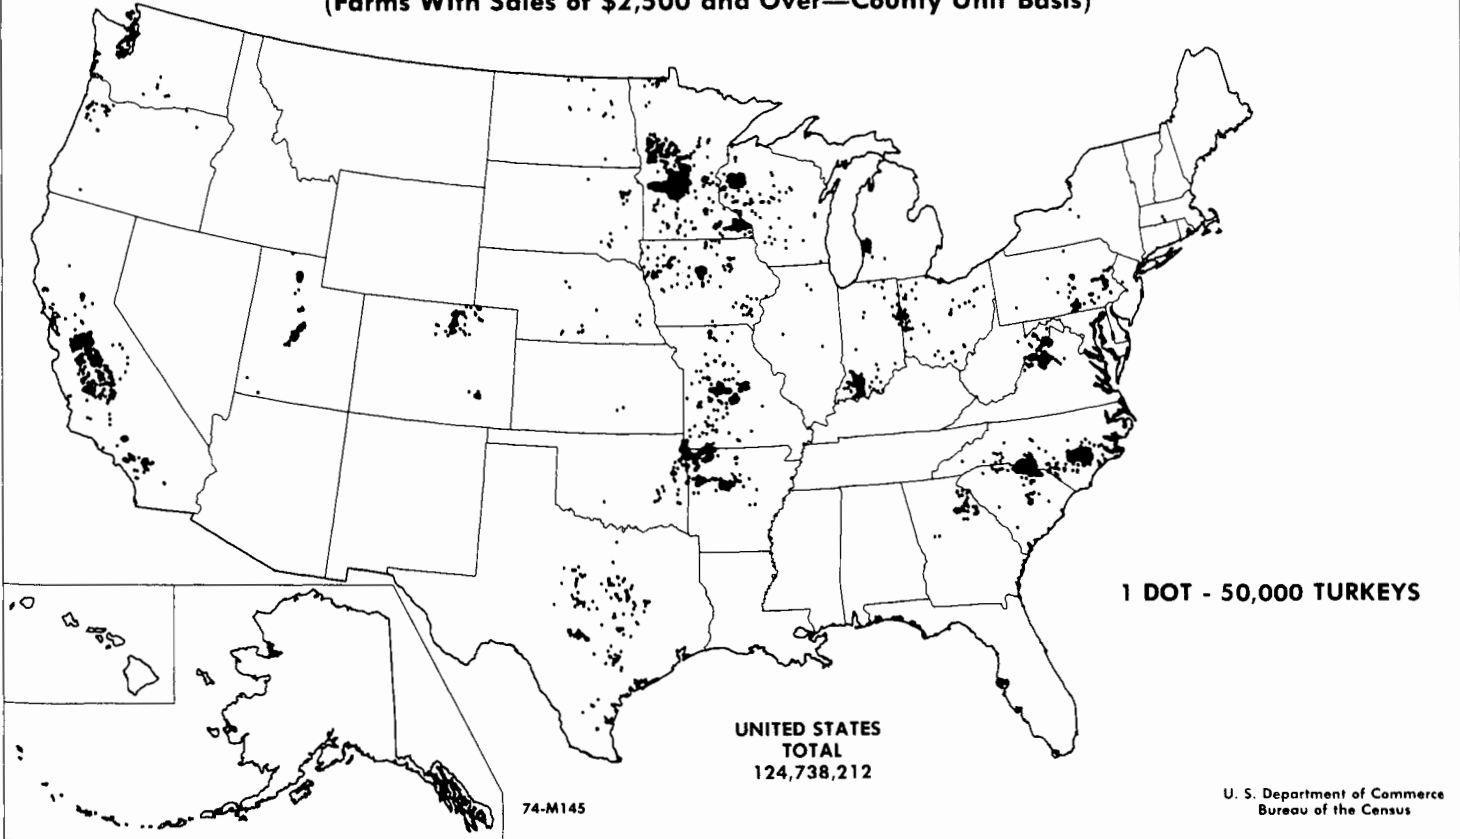 (Farms With Sales of $2,500 and Over—County Unit Basis)
1 DOT - 50,000 TURKEYS
UNITED STATES
TOTAL
124,738,212
74-M145
U. S. Department of Commerce
Bureau of the Census